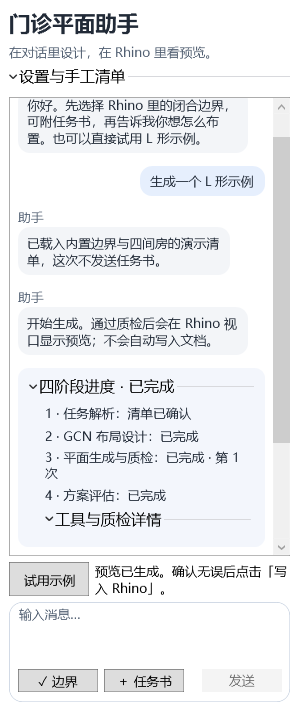 门诊平面助手
在对话里设计，在 Rhino 里看预览。
设置与手工清单
你好。先选择 Rhino 里的闭合边界，
可附任务书，再告诉我你想怎么布
置。也可以直接试用 L 形示例。
生成一个 L 形示例
助手
已载入内置边界与四间房的演示清
单，这次不发送任务书。
助手
开始生成。通过质检后会在 Rhino 视
口显示预览；不会自动写入文档。
四阶段进度 · 已完成
1 · 任务解析：清单已确认
2 · GCN 布局设计：已完成
3 · 平面生成与质检：已完成 · 第 1
次
4 · 方案评估：已完成
工具与质检详情
试用示例
预览已生成。确认无误后点击「写
入 Rhino」。
输入消息...
✓ 边界
+ 任务书
发送